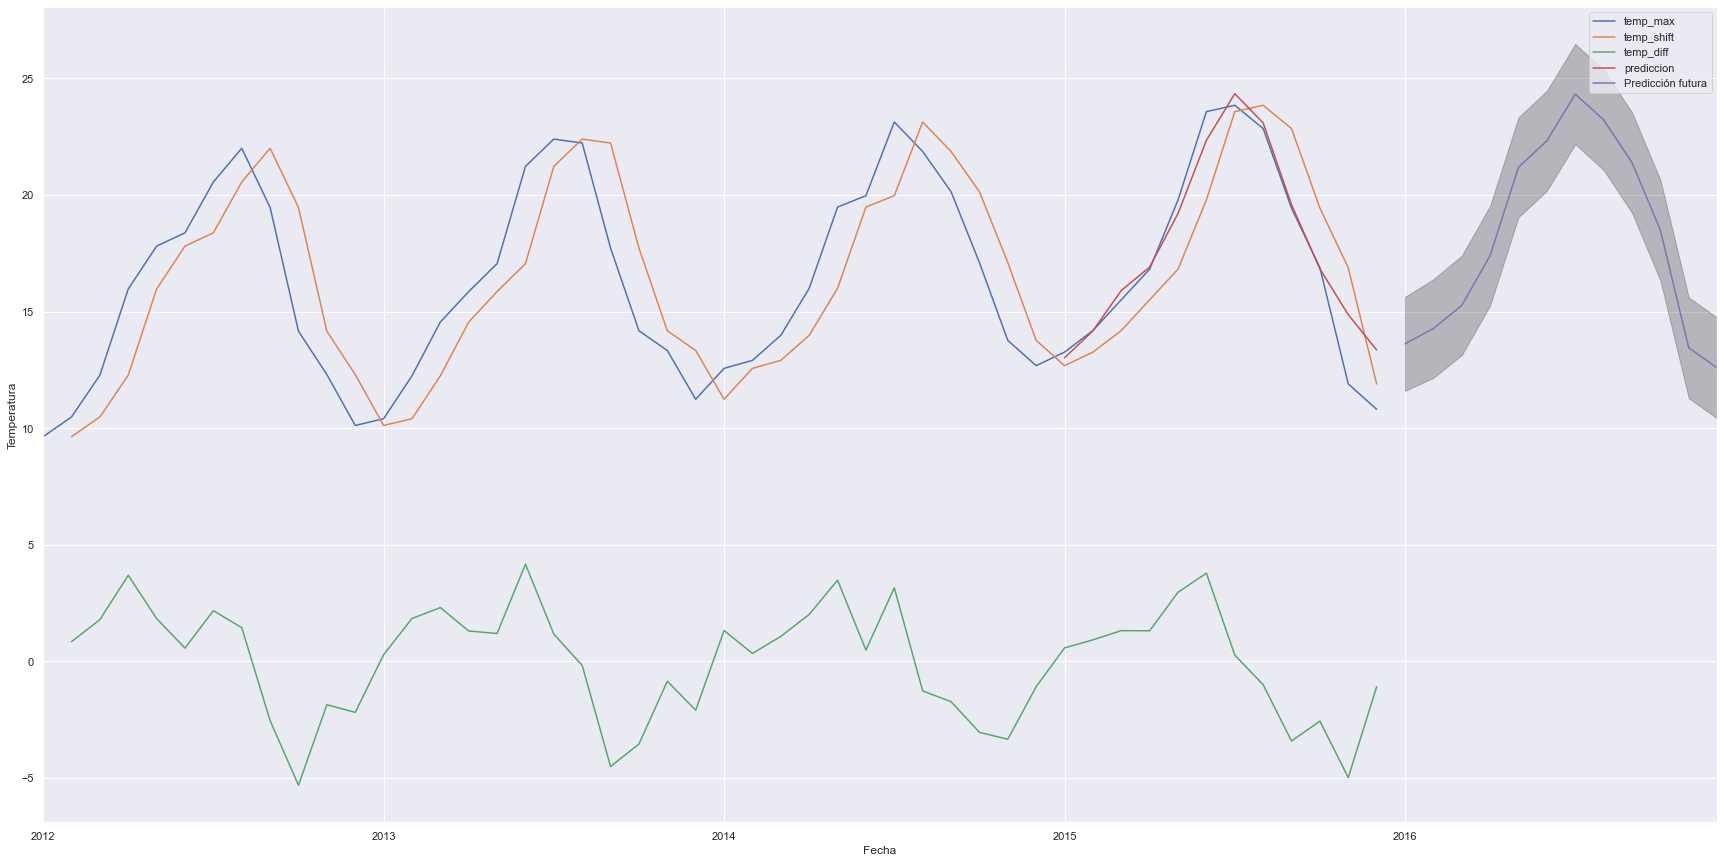 temp_max
temp_shift
temp_diff
prediccion
Predicción futura
25
20
15
10
5
0
−5
Temperatura
2012
2013
2014
2015
2016
Fecha